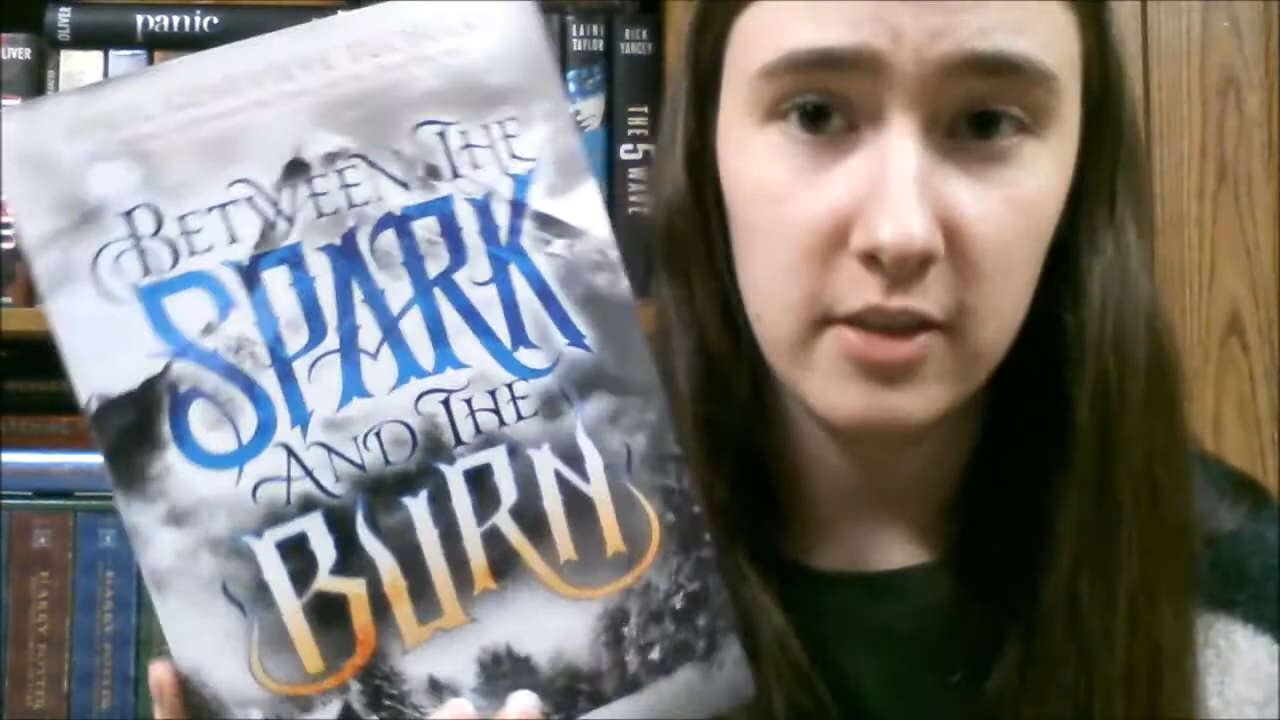 OLIVER
panic
LIVER
LAINI
TAYLOR
RICK
YANCEY
THE 5 WAVE
BETWEEN THE
SPARK
AND THE
BURN
HARRY POTTER
HARRY POTTER